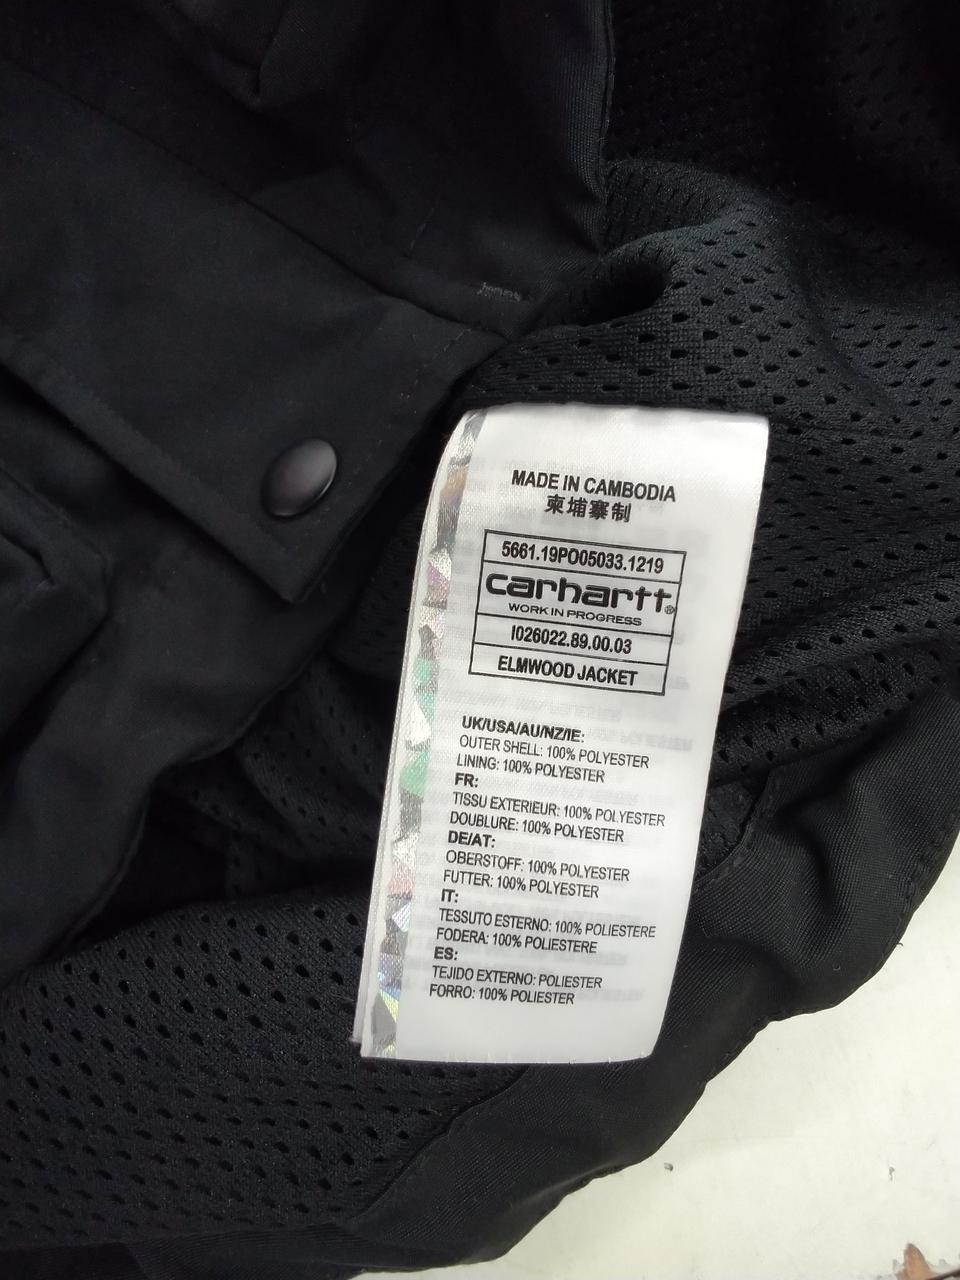 MADE IN CAMBODIA
柬埔寨制
5661.19PO05033.1219
carhartt®
WORK IN PROGRESS
I026022.89.00.03
ELMWOOD JACKET
UK/USA/AU/NZ/IE:
OUTER SHELL: 100% POLYESTER
LINING: 100% POLYESTER
FR:
TISSU EXTERIEUR: 100% POLYESTER
DOUBLURE: 100% POLYESTER
DE/AT:
OBERSTOFF: 100% POLYESTER
FUTTER: 100% POLYESTER
IT:
TESSUTO ESTERNO: 100% POLIESTERE
FODERA: 100% POLIESTERE
ES:
TEJIDO EXTERNO: POLIESTER
FORRO: 100% POLIESTER